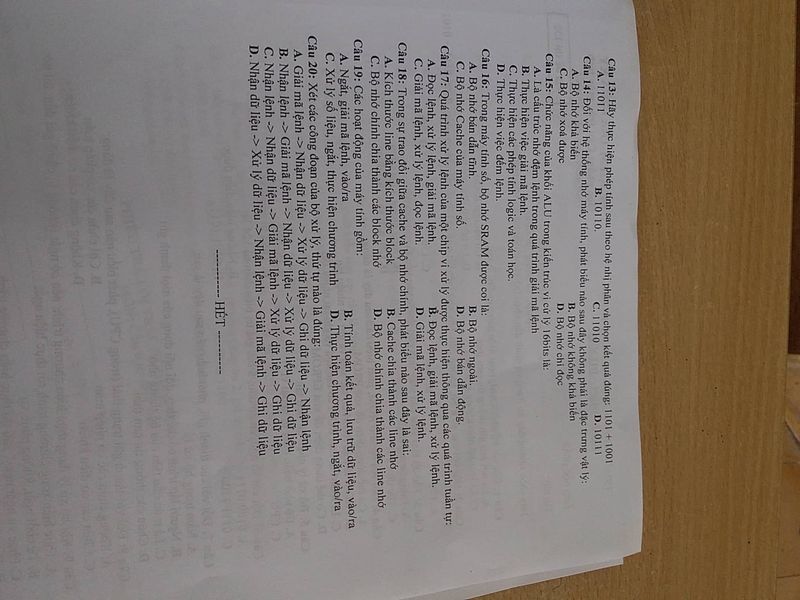 Câu 13: Hãy thực hiện phép tính sau theo hệ nhị phân và chọn kết quả đúng: 1101 + 1001
A. 11011 B. 10110. C. 11010 D. 10111
Câu 14: Đối với hệ thống nhớ máy tính, phát biểu nào sau đây không phải là đặc trưng vật lý:
A. Bộ nhớ khả biến B. Bộ nhớ không khả biến
C. Bộ nhớ xoá được D. Bộ nhớ chỉ đọc
Câu 15: Chức năng của khối ALU trong kiến trúc vi cử lý 16bits là:
A. Là cấu trúc nhớ đệm lệnh trong quá trình giải mã lệnh
B. Thực hiện việc giải mã lệnh.
C. Thực hiện các phép tính logic và toán học.
D. Thực hiện việc đếm lệnh.
Câu 16: Trong máy tính số, bộ nhớ SRAM được coi là:
A. Bộ nhớ bán dẫn tĩnh. B. Bộ nhớ ngoài.
C. Bộ nhớ Cache của máy tính số. D. Bộ nhớ bán dẫn động.
Câu 17: Quá trình xử lý lệnh của một chip vi xử lý được thực hiện thông qua các quá trình tuần tự:
A. Đọc lệnh, xử lý lệnh, giải mã lệnh. B. Đọc lệnh, giải mã lệnh, xử lý lệnh.
C. Giải mã lệnh, xử lý lệnh, đọc lệnh. D. Giải mã lệnh, xử lý lệnh.
Câu 18: Trong sự trao đổi giữa cache và bộ nhớ chính, phát biểu nào sau đây là sai:
A. Kích thước line bằng kích thước block B. Cache chia thành các line nhớ
C. Bộ nhớ chính chia thành các block nhớ D. Bộ nhớ chính chia thành các line nhớ
Câu 19: Các hoạt động của máy tính gồm:
A. Ngắt, giải mã lệnh, vào/ra B. Tính toán kết quả, lưu trữ dữ liệu, vào/ra
C. Xử lý số liệu, ngắt, thực hiện chương trình D. Thực hiện chương trình, ngắt, vào/ra
Câu 20: Xét các công đoạn của bộ xử lý, thứ tự nào là đúng:
A. Giải mã lệnh -> Nhận dữ liệu -> Xử lý dữ liệu -> Ghi dữ liệu -> Nhận lệnh
B. Nhận lệnh -> Giải mã lệnh -> Nhận dữ liệu -> Xử lý dữ liệu -> Ghi dữ liệu
C. Nhận lệnh -> Nhận dữ liệu -> Giải mã lệnh -> Xử lý dữ liệu -> Ghi dữ liệu
D. Nhận dữ liệu -> Xử lý dữ liệu -> Nhận lệnh -> Giải mã lệnh -> Ghi dữ liệu
----------- HẾT ----------